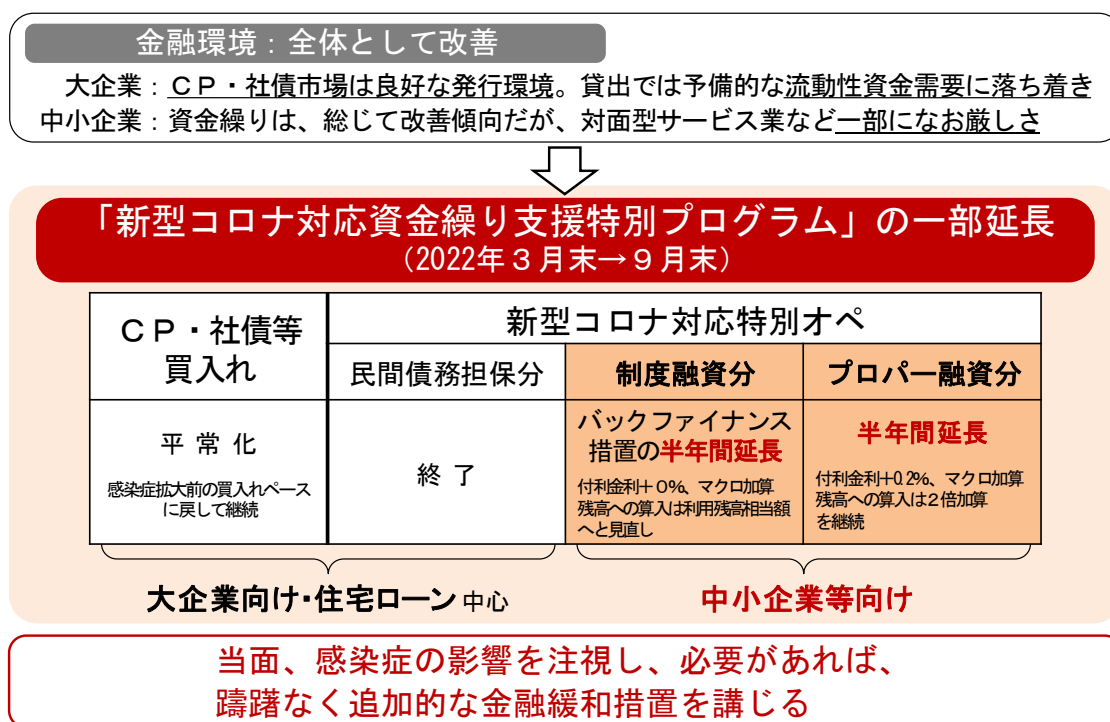 金融環境：全体として改善
大企業：ＣＰ・社債市場は良好な発行環境。貸出では予備的な流動性資金需要に落ち着き
中小企業：資金繰りは、総じて改善傾向だが、対面型サービス業など一部になお厳しさ
「新型コロナ対応資金繰り支援特別プログラム」の一部延長
（2022年３月末→９月末）
ＣＰ・社債等
買入れ
新型コロナ対応特別オペ
民間債務担保分
制度融資分
プロパー融資分
平 常 化
感染症拡大前の買入れペース
に戻して継続
終 了
バックファイナンス
措置の半年間延長
付利金利＋０％、マクロ加算
残高への算入は利用残高相当額
へと見直し
半年間延長
付利金利＋0.2％、マクロ加算
残高への算入は２倍加算
を継続
大企業向け・住宅ローン 中心
中小企業等向け
当面、感染症の影響を注視し、必要があれば、
躊躇なく追加的な金融緩和措置を講じる